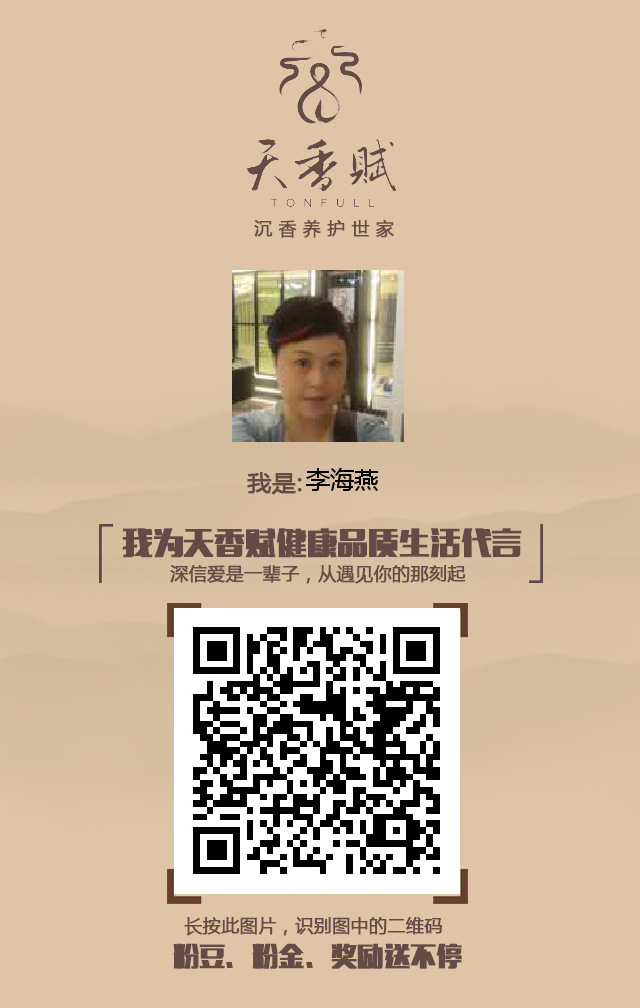 天香赋
TONFULL
沉香养护世家
我是:李海燕
我为天香赋健康品质生活代言
深信爱是一辈子，从遇见你的那刻起
长按此图片，识别图中的二维码
粉豆、粉金、奖励送不停